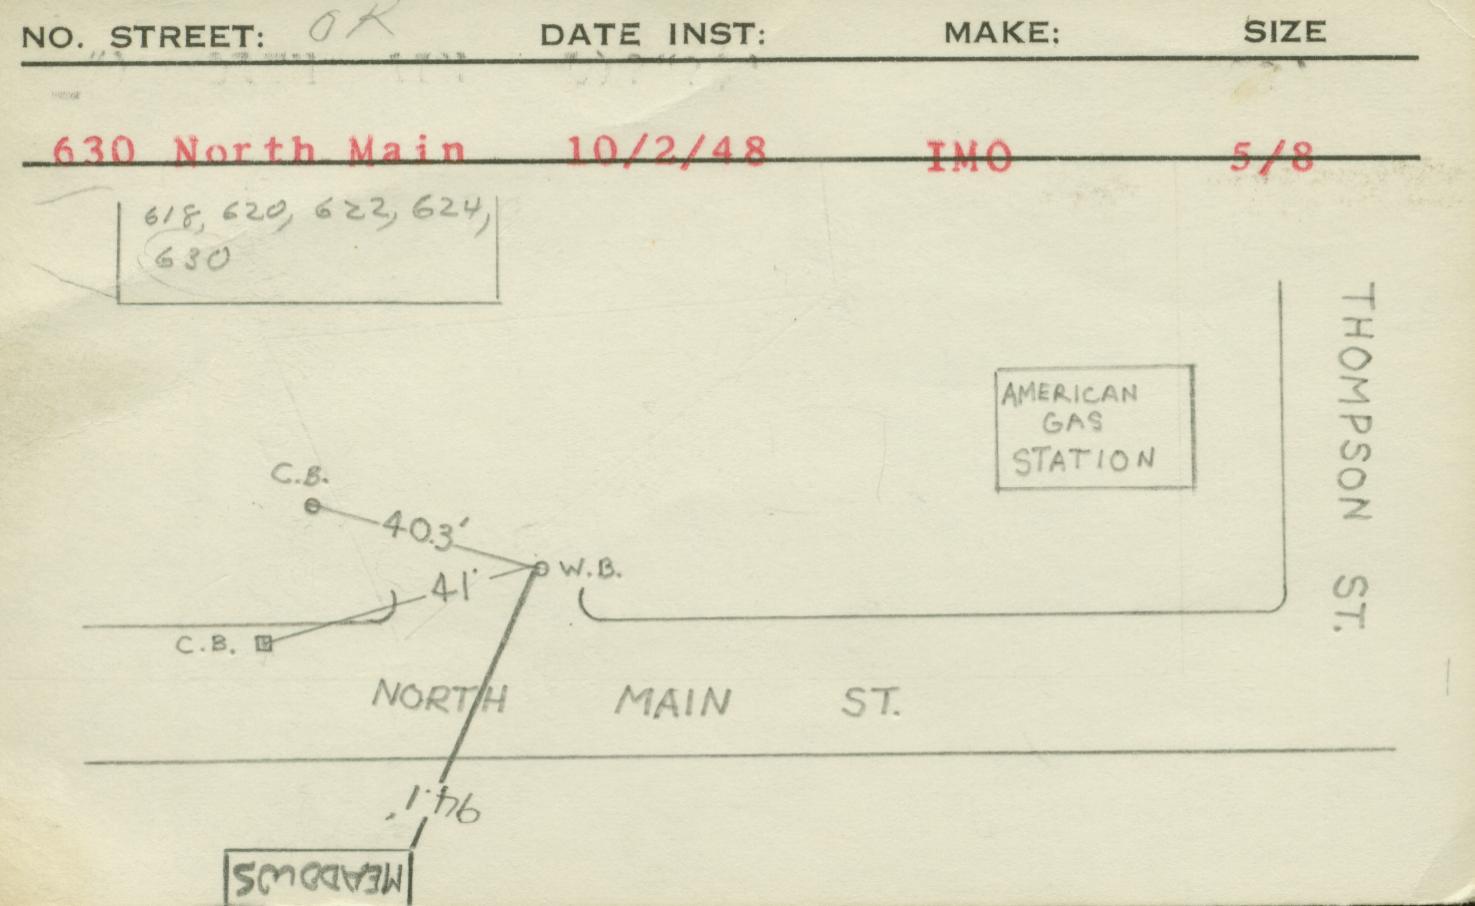 NO. STREET: OK DATE INST: MAKE: SIZE
630 North Main 10/2/48 IMO 5/8
618, 620, 622, 624,
630
THOMPSON ST.
AMERICAN
GAS
STATION
C.B.
40.3'
W.B.
41'
C.B.
NORTH MAIN ST.
94.1'
MEADOWS